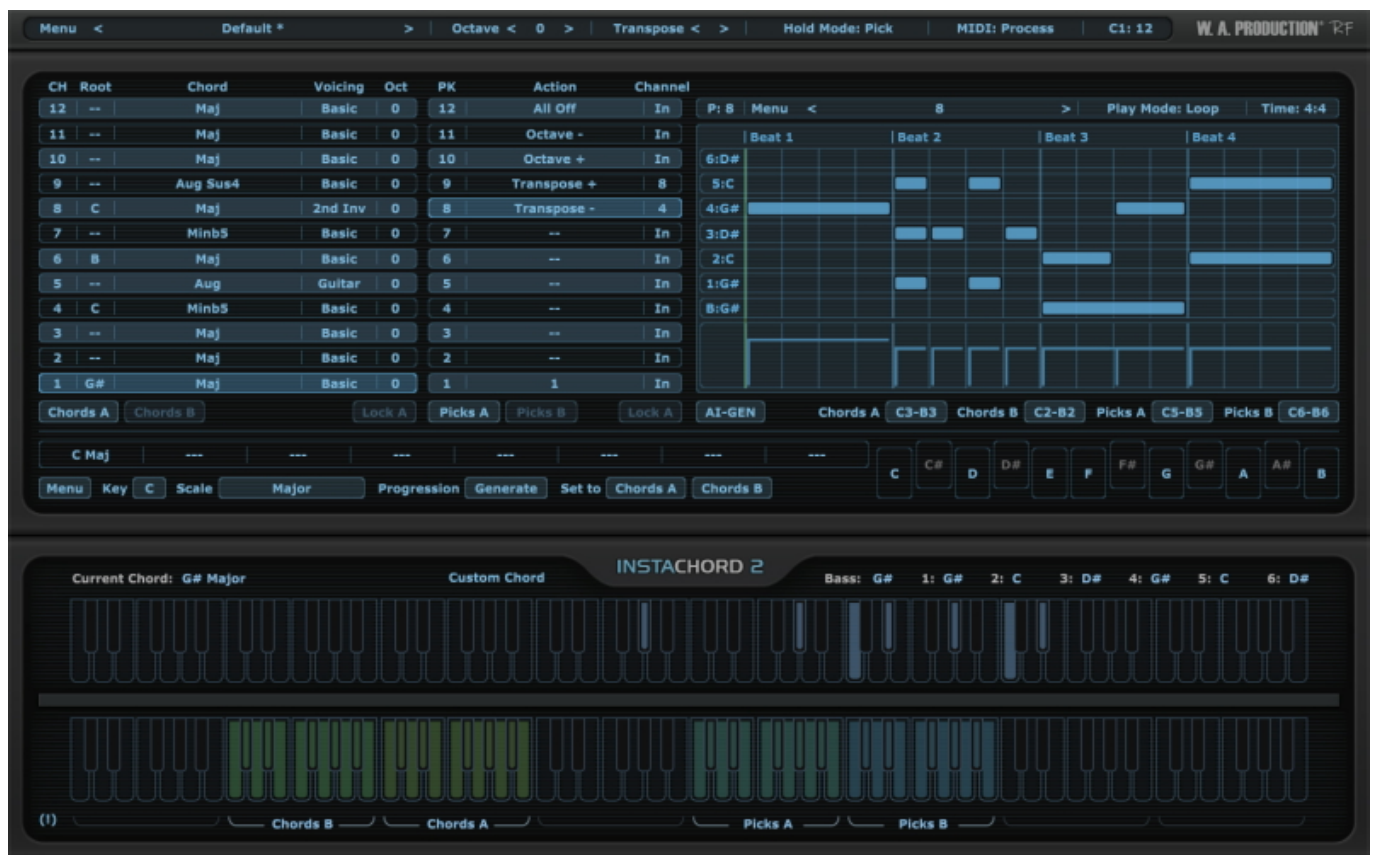 Menu < Default * > Octave < 0 > Transpose < > Hold Mode: Pick MIDI: Process C1: 12 W. A. PRODUCTION RF
CH Root Chord Voicing Oct PK Action Channel
12 -- Maj Basic 0 12 All Off In P: 8 Menu < 8 > Play Mode: Loop Time: 4:4
11 -- Maj Basic 0 11 Octave - In Beat 1 Beat 2 Beat 3 Beat 4
10 -- Maj Basic 0 10 Octave + In 6:D#
9 -- Aug Sus4 Basic 0 9 Transpose + 8 5:C
8 C Maj 2nd Inv 0 8 Transpose - 4 4:G#
7 -- Minb5 Basic 0 7 -- In 3:D#
6 B Maj Basic 0 6 -- In 2:C
5 -- Aug Guitar 0 5 -- In 1:G#
4 C Minb5 Basic 0 4 -- In B:G#
3 -- Maj Basic 0 3 -- In
2 -- Maj Basic 0 2 -- In
1 G# Maj Basic 0 1 1 In
Chords A Chords B Lock A Picks A Picks B Lock A AI-GEN Chords A C3-B3 Chords B C2-B2 Picks A C5-B5 Picks B C6-B6
C Maj --- --- --- --- --- --- ---
C C# D D# E F F# G G# A A# B
Menu Key C Scale Major Progression Generate Set to Chords A Chords B
INSTACHORD 2
Current Chord: G# Major Custom Chord Bass: G# 1: G# 2: C 3: D# 4: G# 5: C 6: D#
(!) Chords B Chords A Picks A Picks B